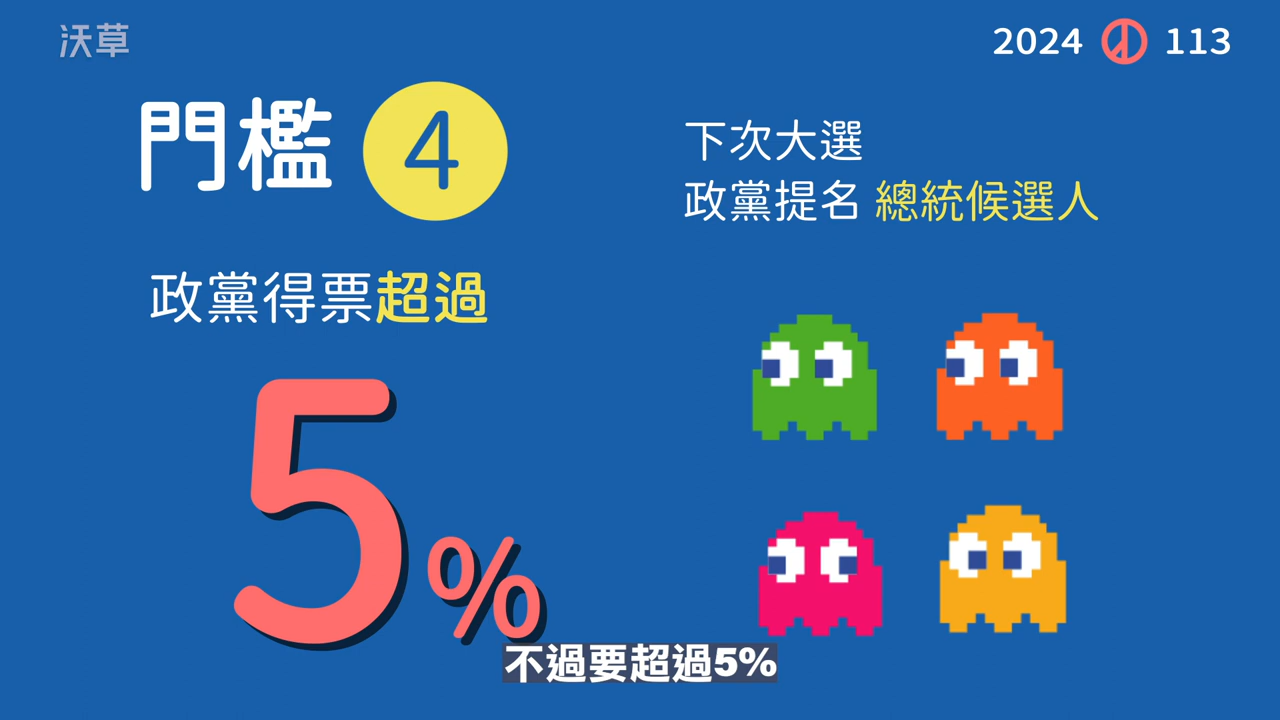 沃草
2024 113
門檻 4
下次大選
政黨提名 總統候選人
政黨得票超過
5%
不過要超過5%